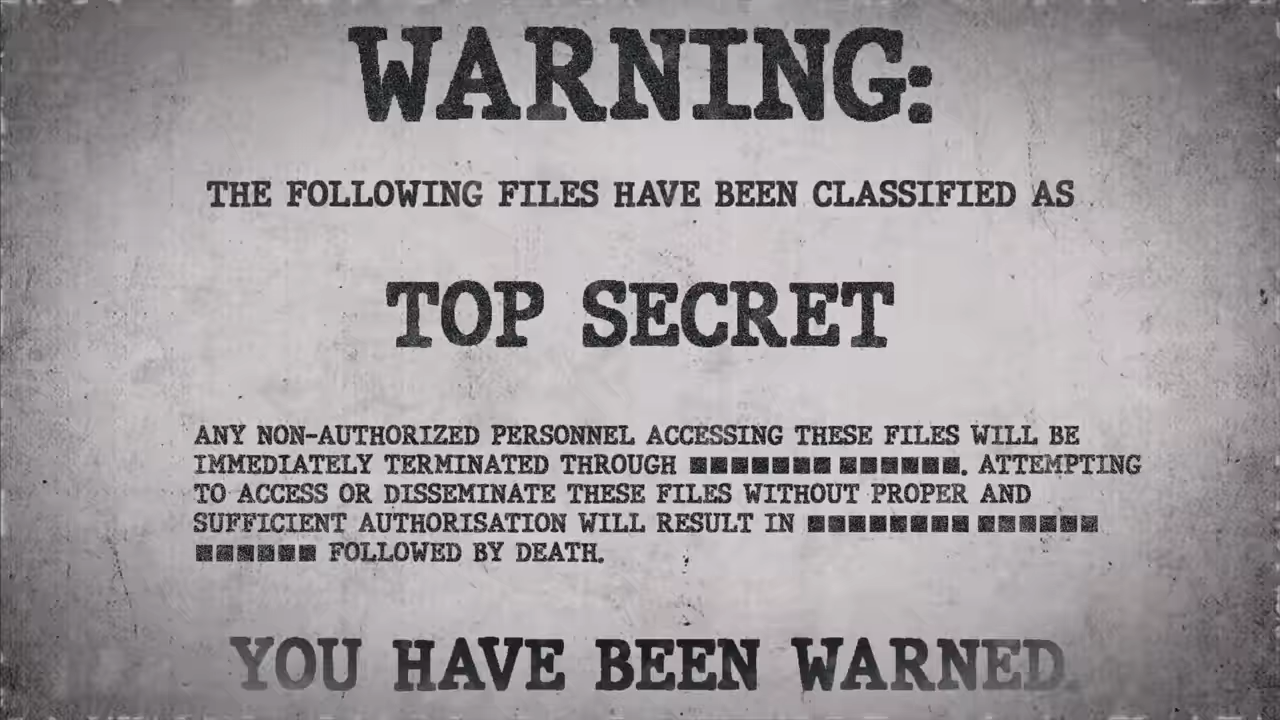 WARNING:
THE FOLLOWING FILES HAVE BEEN CLASSIFIED AS
TOP SECRET
ANY NON-AUTHORIZED PERSONNEL ACCESSING THESE FILES WILL BE
IMMEDIATELY TERMINATED THROUGH ■■■■■■■ ■■■■■■. ATTEMPTING
TO ACCESS OR DISSEMINATE THESE FILES WITHOUT PROPER AND
SUFFICIENT AUTHORISATION WILL RESULT IN ■■■■■■■■ ■■■■■■
■■■■■■ FOLLOWED BY DEATH.
YOU HAVE BEEN WARNED.